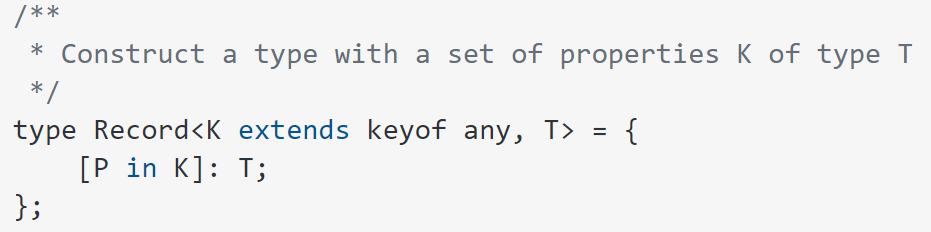 /**
 * Construct a type with a set of properties K of type T
 */
type Record<K extends keyof any, T> = {
    [P in K]: T;
};